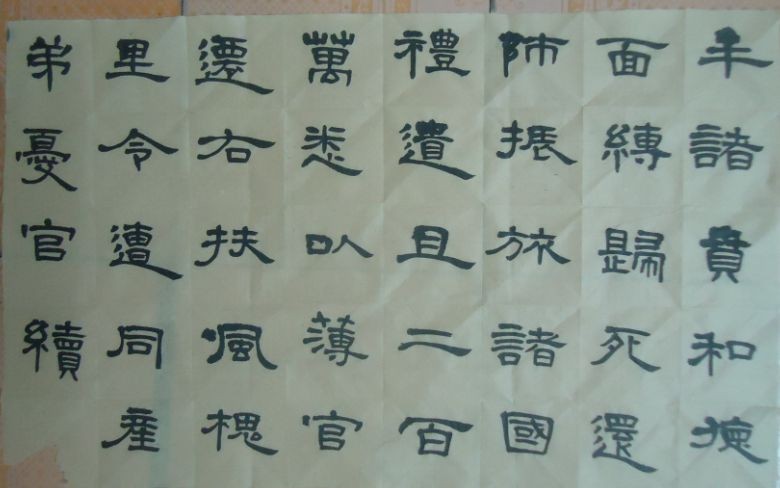 牟諸賁和德
面縛歸死還
師振旅諸國
禮遺且二百
萬悉以薄官
遷右扶風槐
里令遭同產
弟憂官續